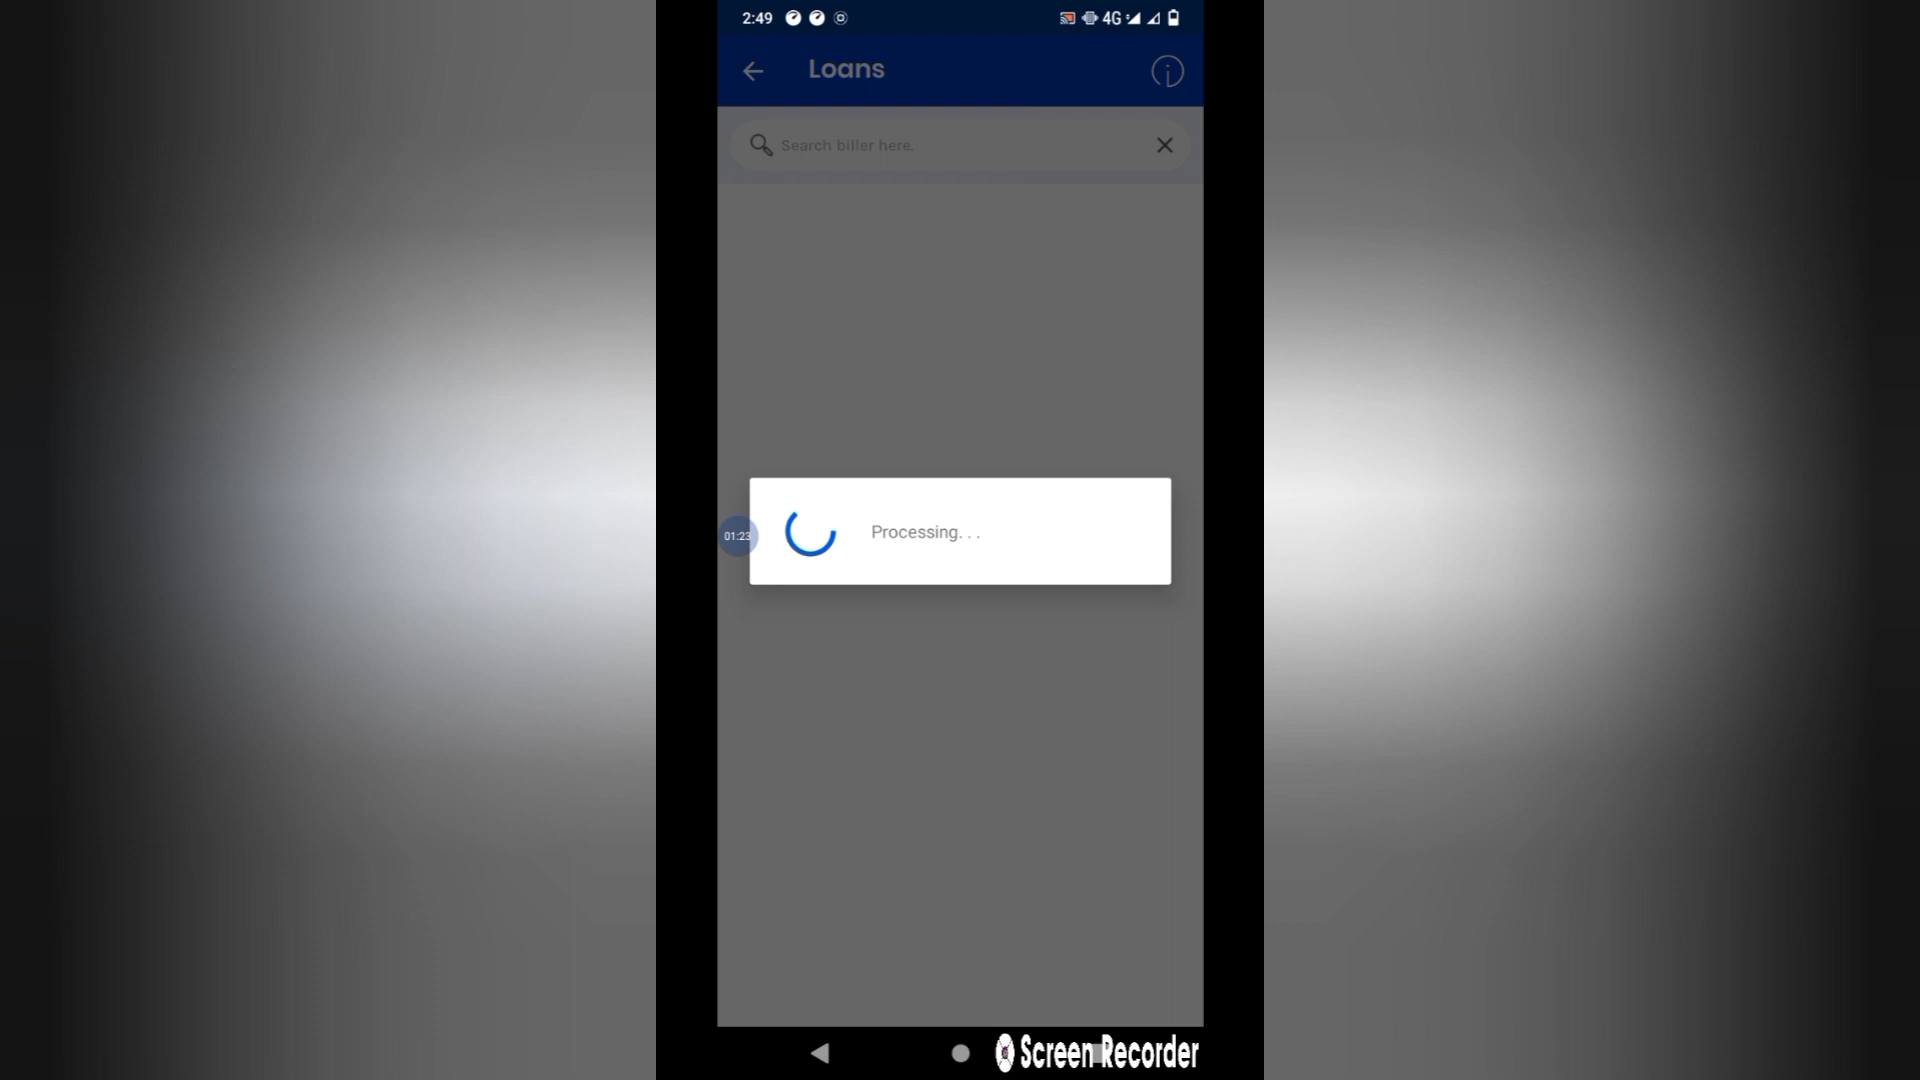 2:49
4G
Loans
Search biller here.
01:23
Processing. . .
Screen Recorder